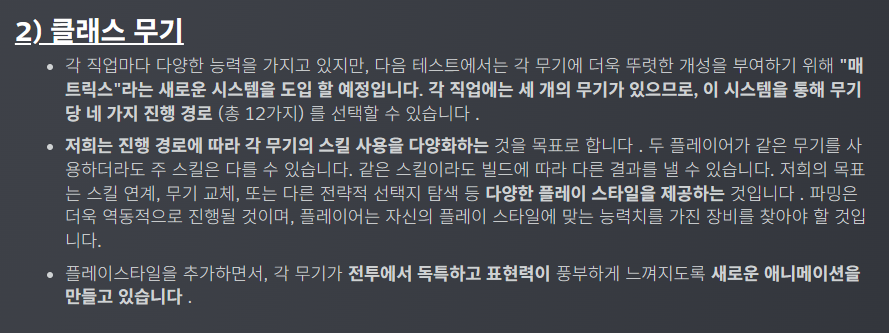 2) 클래스 무기
• 각 직업마다 다양한 능력을 가지고 있지만, 다음 테스트에서는 각 무기에 더욱 뚜렷한 개성을 부여하기 위해 "매
트릭스"라는 새로운 시스템을 도입 할 예정입니다. 각 직업에는 세 개의 무기가 있으므로, 이 시스템을 통해 무기
당 네 가지 진행 경로 (총 12가지) 를 선택할 수 있습니다 .
• 저희는 진행 경로에 따라 각 무기의 스킬 사용을 다양화하는 것을 목표로 합니다 . 두 플레이어가 같은 무기를 사
용하더라도 주 스킬은 다를 수 있습니다. 같은 스킬이라도 빌드에 따라 다른 결과를 낼 수 있습니다. 저희의 목표
는 스킬 연계, 무기 교체, 또는 다른 전략적 선택지 탐색 등 다양한 플레이 스타일을 제공하는 것입니다 . 파밍은
더욱 역동적으로 진행될 것이며, 플레이어는 자신의 플레이 스타일에 맞는 능력치를 가진 장비를 찾아야 할 것입
니다.
• 플레이스타일을 추가하면서, 각 무기가 전투에서 독특하고 표현력이 풍부하게 느껴지도록 새로운 애니메이션을
만들고 있습니다 .